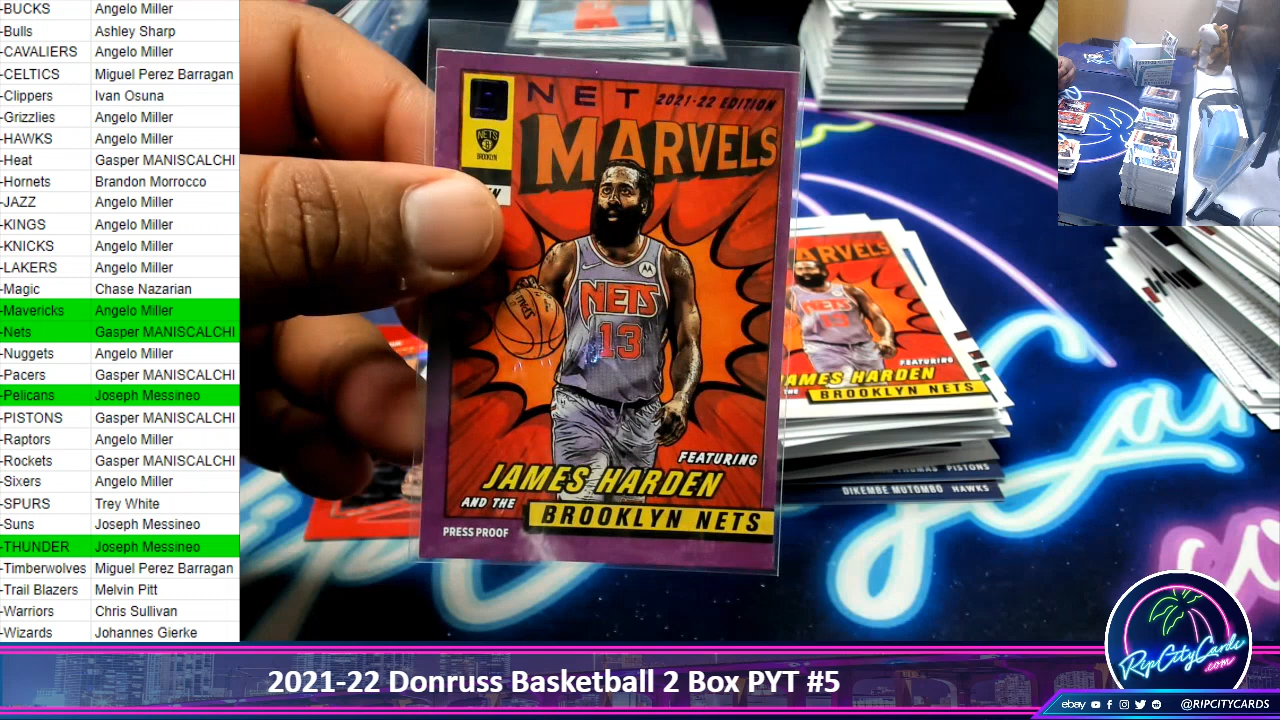 -BUCKS Angelo Miller
-Bulls Ashley Sharp
-CAVALIERS Angelo Miller
-CELTICS Miguel Perez Barragan
-Clippers Ivan Osuna
-Grizzlies Angelo Miller
-HAWKS Angelo Miller
-Heat Gasper MANISCALCHI
-Hornets Brandon Morrocco
-JAZZ Angelo Miller
-KINGS Angelo Miller
-KNICKS Angelo Miller
-LAKERS Angelo Miller
-Magic Chase Nazarian
-Mavericks Angelo Miller
-Nets Gasper MANISCALCHI
-Nuggets Angelo Miller
-Pacers Gasper MANISCALCHI
-Pelicans Joseph Messineo
-PISTONS Gasper MANISCALCHI
-Raptors Angelo Miller
-Rockets Gasper MANISCALCHI
-Sixers Angelo Miller
-SPURS Trey White
-Suns Joseph Messineo
-THUNDER Joseph Messineo
-Timberwolves Miguel Perez Barragan
-Trail Blazers Melvin Pitt
-Warriors Chris Sullivan
-Wizards Johannes Gierke
NET 2021-22 EDITION
MARVELS
NETS
BROOKLYN
SPALDING
NETS
13
FEATURING
JAMES HARDEN
AND THE
BROOKLYN NETS
PRESS PROOF
MARVELS
NETS
13
FEATURING
JAMES HARDEN
BROOKLYN NETS
THOMAS PISTONS
DIKEMBE MUTOMBO HAWKS
2021-22 Donruss Basketball 2 Box PYT #5
RipCityCards
.com
ebay @RIPCITYCARDS